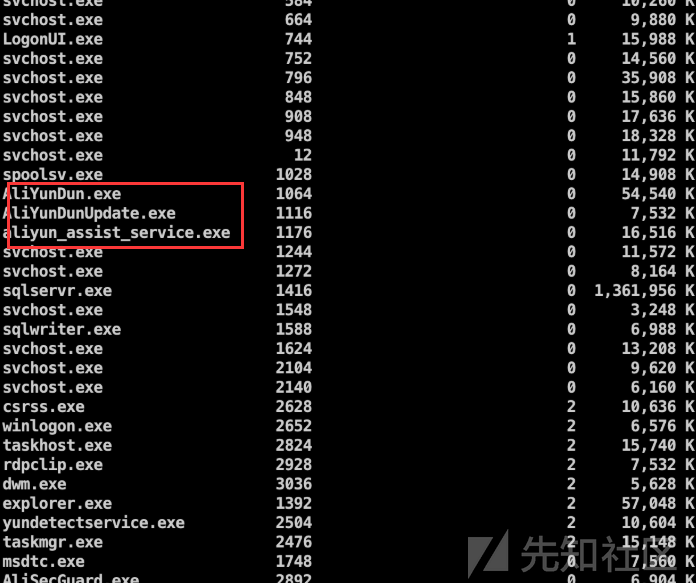 svchost.exe 584 0 10,260 K
svchost.exe 664 0 9,880 K
LogonUI.exe 744 1 15,988 K
svchost.exe 752 0 14,560 K
svchost.exe 796 0 35,908 K
svchost.exe 848 0 15,860 K
svchost.exe 908 0 17,636 K
svchost.exe 948 0 18,328 K
svchost.exe 12 0 11,792 K
spoolsv.exe 1028 0 14,908 K
AliYunDun.exe 1064 0 54,540 K
AliYunDunUpdate.exe 1116 0 7,532 K
aliyun_assist_service.exe 1176 0 16,516 K
svchost.exe 1244 0 11,572 K
svchost.exe 1272 0 8,164 K
sqlservr.exe 1416 0 1,361,956 K
svchost.exe 1548 0 3,248 K
sqlwriter.exe 1588 0 6,988 K
svchost.exe 1624 0 13,208 K
svchost.exe 2104 0 9,620 K
svchost.exe 2140 0 6,160 K
csrss.exe 2628 2 10,636 K
winlogon.exe 2652 2 6,576 K
taskhost.exe 2824 2 15,740 K
rdpclip.exe 2928 2 7,532 K
dwm.exe 3036 2 5,628 K
explorer.exe 1392 2 57,048 K
yundetectservice.exe 2504 2 10,604 K
taskmgr.exe 2476 2 15,148 K
msdtc.exe 1748 0 7,560 K
AliSecGuard.exe 2892 0 6,904 K
先知社区